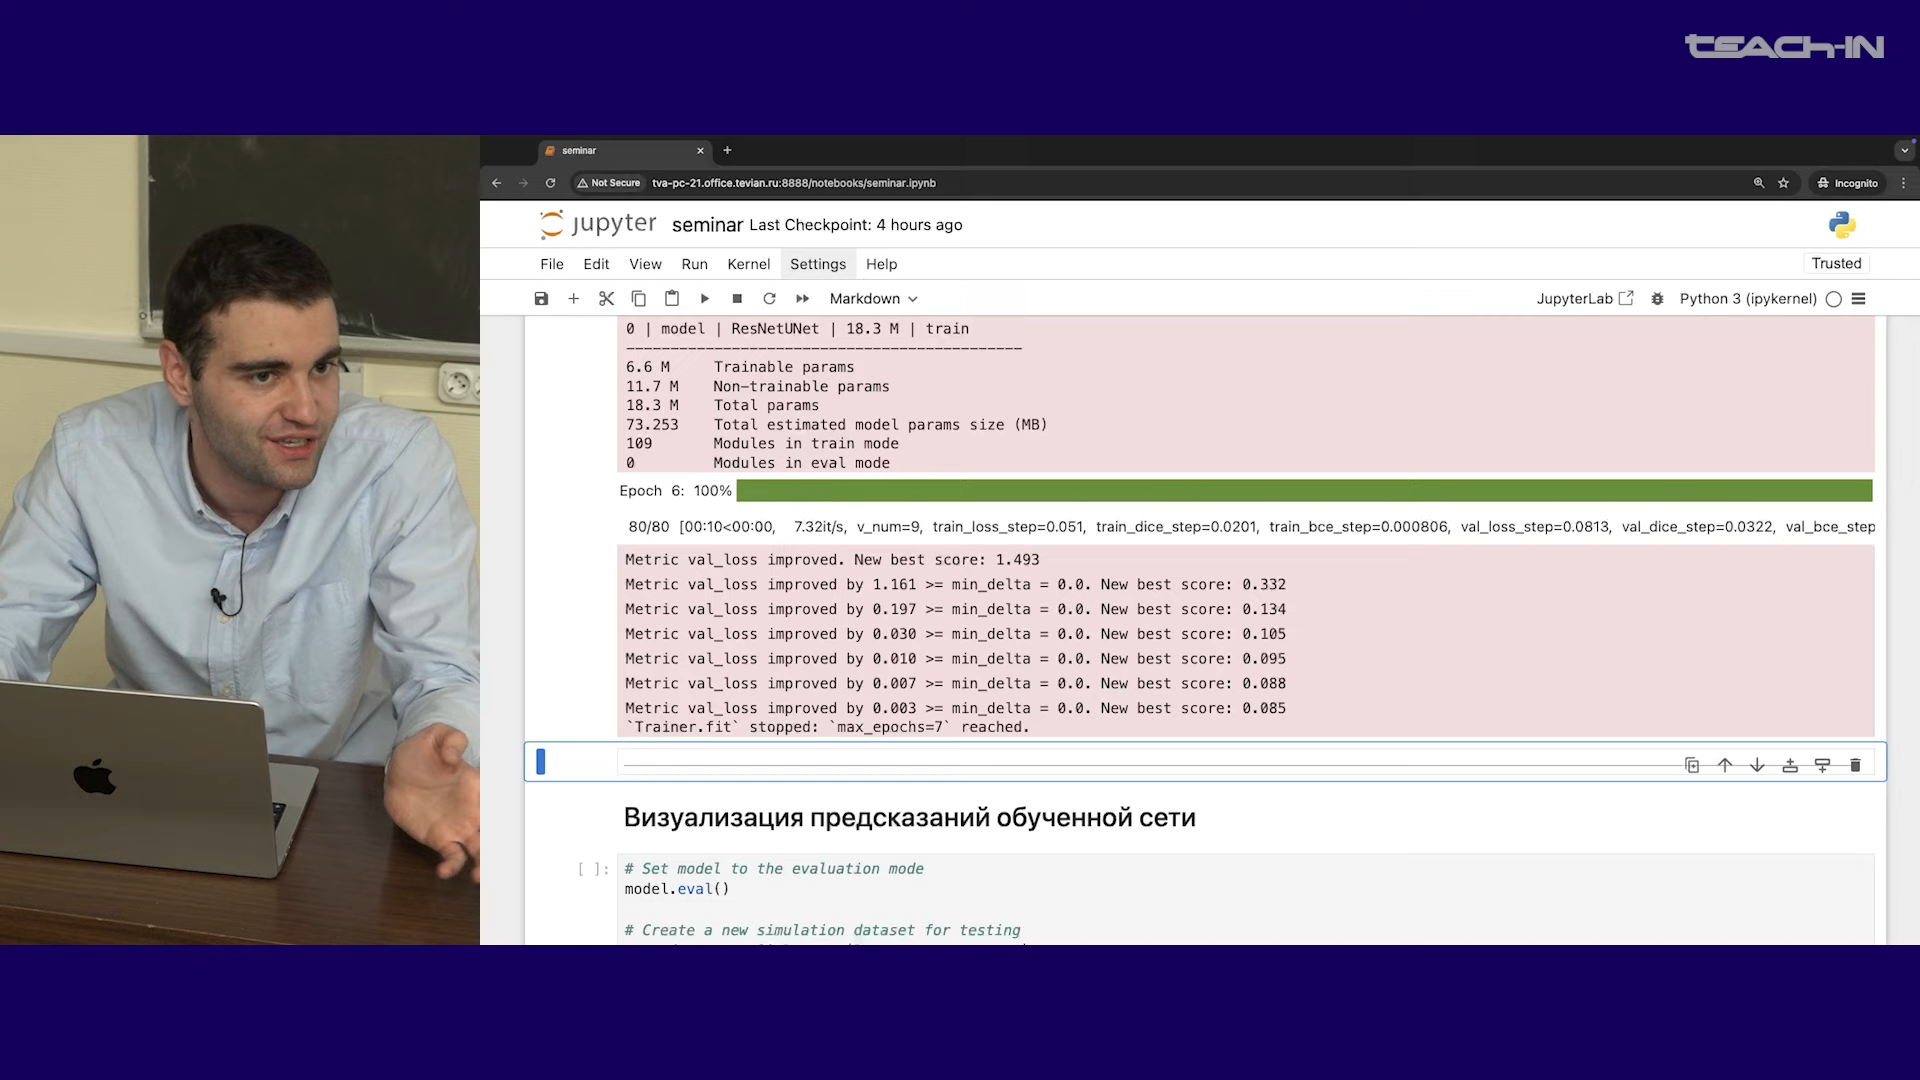 TEACH-IN
seminar
Not Secure tva-pc-21.office.tevian.ru:8888/notebooks/seminar.ipynb
Incognito
jupyter seminar Last Checkpoint: 4 hours ago
File Edit View Run Kernel Settings Help
Trusted
Markdown
JupyterLab
Python 3 (ipykernel)
0 | model | ResNetUNet | 18.3 M | train
---------------------------------------------
6.6 M Trainable params
11.7 M Non-trainable params
18.3 M Total params
73.253 Total estimated model params size (MB)
109 Modules in train mode
0 Modules in eval mode
Epoch 6: 100%
80/80 [00:10<00:00, 7.32it/s, v_num=9, train_loss_step=0.051, train_dice_step=0.0201, train_bce_step=0.000806, val_loss_step=0.0813, val_dice_step=0.0322, val_bce_step
Metric val_loss improved. New best score: 1.493
Metric val_loss improved by 1.161 >= min_delta = 0.0. New best score: 0.332
Metric val_loss improved by 0.197 >= min_delta = 0.0. New best score: 0.134
Metric val_loss improved by 0.030 >= min_delta = 0.0. New best score: 0.105
Metric val_loss improved by 0.010 >= min_delta = 0.0. New best score: 0.095
Metric val_loss improved by 0.007 >= min_delta = 0.0. New best score: 0.088
Metric val_loss improved by 0.003 >= min_delta = 0.0. New best score: 0.085
`Trainer.fit` stopped: `max_epochs=7` reached.
Визуализация предсказаний обученной сети
[ ]:
# Set model to the evaluation mode
model.eval()
# Create a new simulation dataset for testing